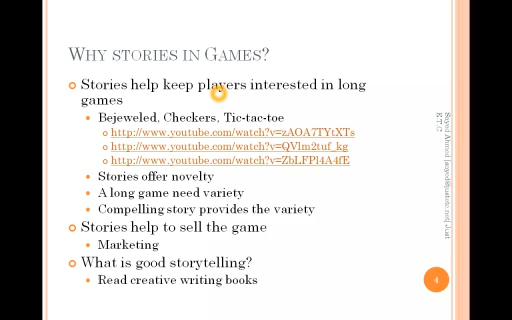 WHY STORIES IN GAMES?
Stories help keep players interested in long
games
Bejeweled, Checkers, Tic-tac-toe
http://www.youtube.com/watch?v=zAOA7TYtXTs
http://www.youtube.com/watch?v=QVlm2tuf_kg
http://www.youtube.com/watch?v=ZbLFPl4A4fE
Stories offer novelty
A long game need variety
Compelling story provides the variety
Stories help to sell the game
Marketing
What is good storytelling?
Read creative writing books
Sayed Ahmed
Just
E.T.C
4